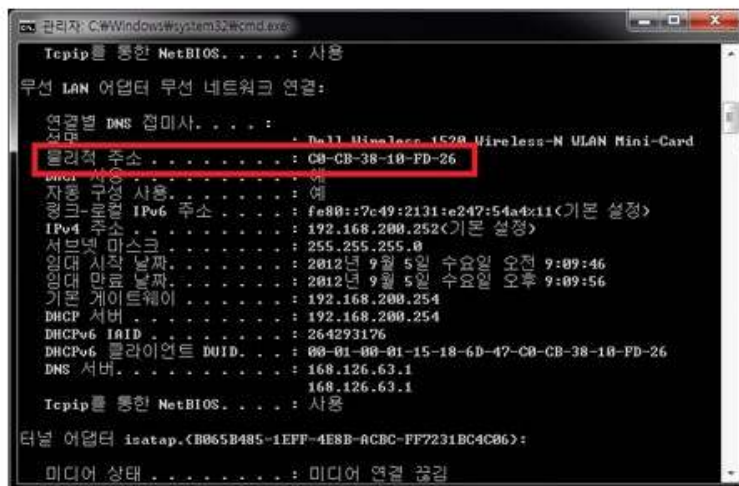 관리자: C:₩Windows₩system32₩cmd.exe
Tcpip를 통한 NetBIOS. . . . : 사용
무선 LAN 어댑터 무선 네트워크 연결:
연결별 DNS 접미사. . . . :
설명 . . . . . . . . . . . . : Dell Wireless 1520 Wireless-N WLAN Mini-Card
물리적 주소 . . . . . . . . : C0-CB-38-10-FD-26
DHCP 사용 . . . . . . . . . : 예
자동 구성 사용. . . . . . . : 예
링크-로컬 IPv6 주소 . . . . : fe80::7c49:2131:e247:54a4%11<기본 설정>
IPv4 주소 . . . . . . . . . : 192.168.200.252<기본 설정>
서브넷 마스크 . . . . . . . : 255.255.255.0
임대 시작 날짜. . . . . . . : 2012년 9월 5일 수요일 오전 9:09:46
임대 만료 날짜. . . . . . . : 2012년 9월 5일 수요일 오후 9:09:56
기본 게이트웨이 . . . . . . : 192.168.200.254
DHCP 서버 . . . . . . . . . : 192.168.200.254
DHCPv6 IAID . . . . . . . . : 264293176
DHCPv6 클라이언트 DUID. . . : 00-01-00-01-15-18-6D-47-C0-CB-38-10-FD-26
DNS 서버. . . . . . . . . . : 168.126.63.1
168.126.63.1
Tcpip를 통한 NetBIOS. . . . : 사용
터널 어댑터 isatap.<B065B485-1EFF-4E8B-ACBC-FF7231BC4C06>:
미디어 상태 . . . . . . . . : 미디어 연결 끊김